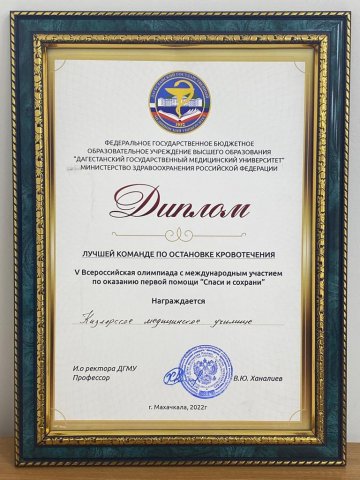 ФЕДЕРАЛЬНОЕ ГОСУДАРСТВЕННОЕ БЮДЖЕТНОЕ
ОБРАЗОВАТЕЛЬНОЕ УЧРЕЖДЕНИЕ ВЫСШЕГО ОБРАЗОВАНИЯ
"ДАГЕСТАНСКИЙ ГОСУДАРСТВЕННЫЙ МЕДИЦИНСКИЙ УНИВЕРСИТЕТ"
МИНИСТЕРСТВО ЗДРАВООХРАНЕНИЯ РОССИЙСКОЙ ФЕДЕРАЦИИ
Диплом
ЛУЧШЕЙ КОМАНДЕ ПО ОСТАНОВКЕ КРОВОТЕЧЕНИЯ
V Всероссийская олимпиада с международным участием
по оказанию первой помощи "Спаси и сохрани"
Награждается
Кизлярское медицинское училище
И.о ректора ДГМУ
Профессор
В.Ю. Ханалиев
г. Махачкала, 2022г